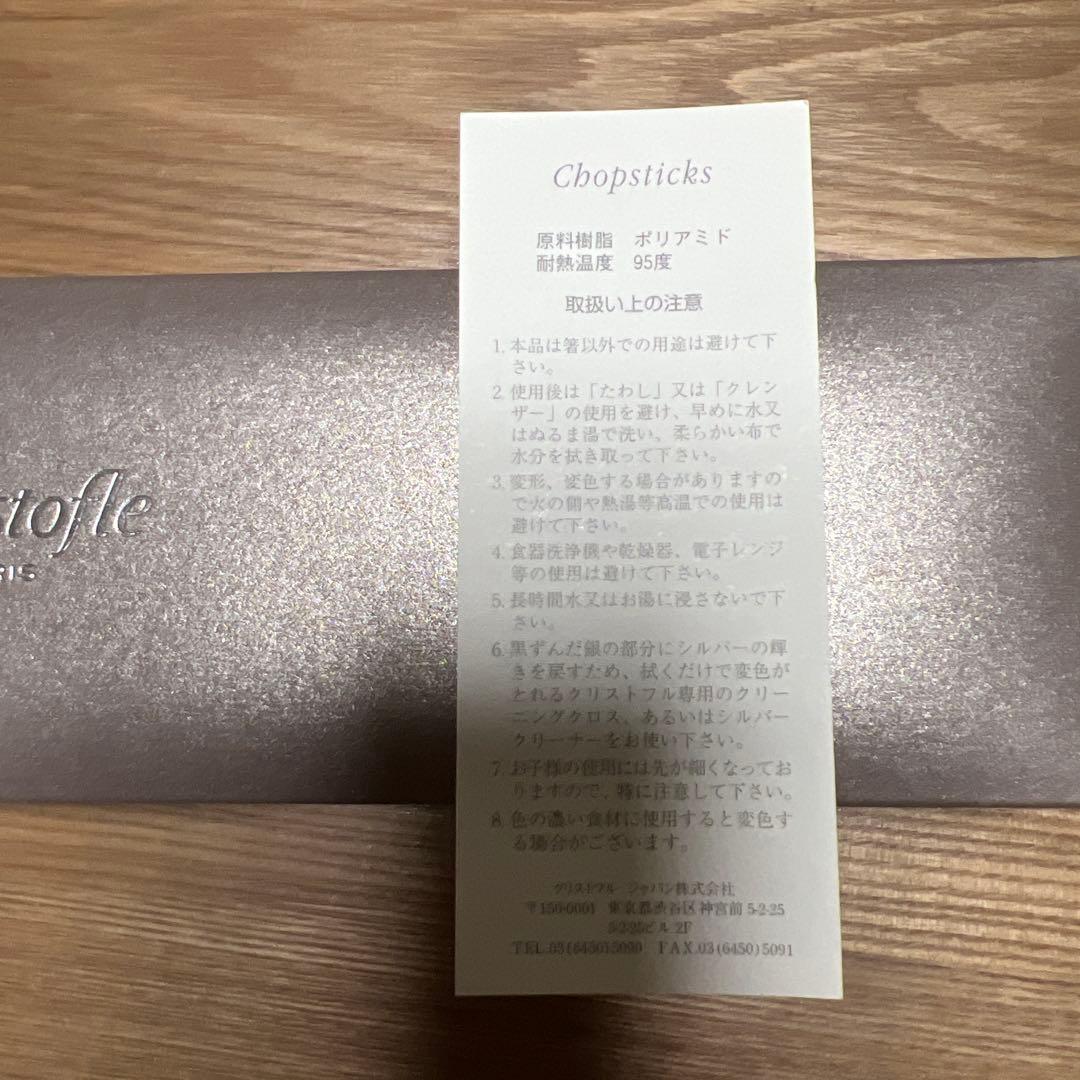 stofle
RIS
Chopsticks
原料樹脂　ポリアミド
耐熱温度　95度
取扱い上の注意
1. 本品は箸以外での用途は避けて下
さい。
2. 使用後は「たわし」又は「クレン
ザー」の使用を避け、早めに水又
はぬるま湯で洗い、柔らかい布で
水分を拭き取って下さい。
3. 変形、変色する場合がありますの
で火の側や熱湯等高温での使用は
避けて下さい。
4. 食器洗浄機や乾燥器、電子レンジ
等の使用は避けて下さい。
5. 長時間水又はお湯に浸さないで下
さい。
6. 黒ずんだ銀の部分にシルバーの輝
きを戻すため、拭くだけで変色が
とれるクリストフル専用のクリー
ニングクロス、あるいはシルバー
クリーナーをお使い下さい。
7. お子様の使用には先が細くなってお
りますので、特に注意して下さい。
8. 色の濃い食材に使用すると変色す
る場合がございます。
クリストフル ジャパン株式会社
〒150-0001　東京都渋谷区神宮前 5-2-25
5-2-25ビル 2F
TEL.03(6450)5090　FAX.03(6450)5091